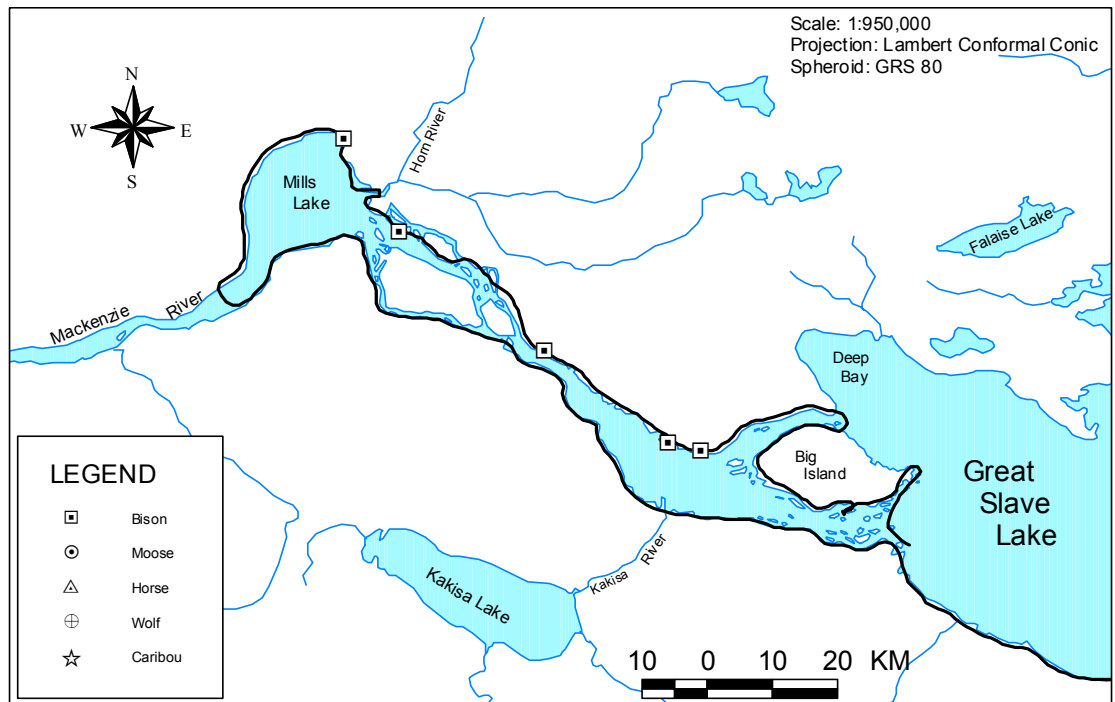 Scale: 1:950,000
Projection: Lambert Conformal Conic
Spheroid: GRS 80
N
W
E
S
Horn River
Mills
Lake
Falaise Lake
Mackenzie
River
Deep
Bay
Big
Island
Great
Slave
Lake
Kakisa Lake
Kakisa
River
LEGEND
Bison
Moose
Horse
Wolf
Caribou
10 0 10 20 KM